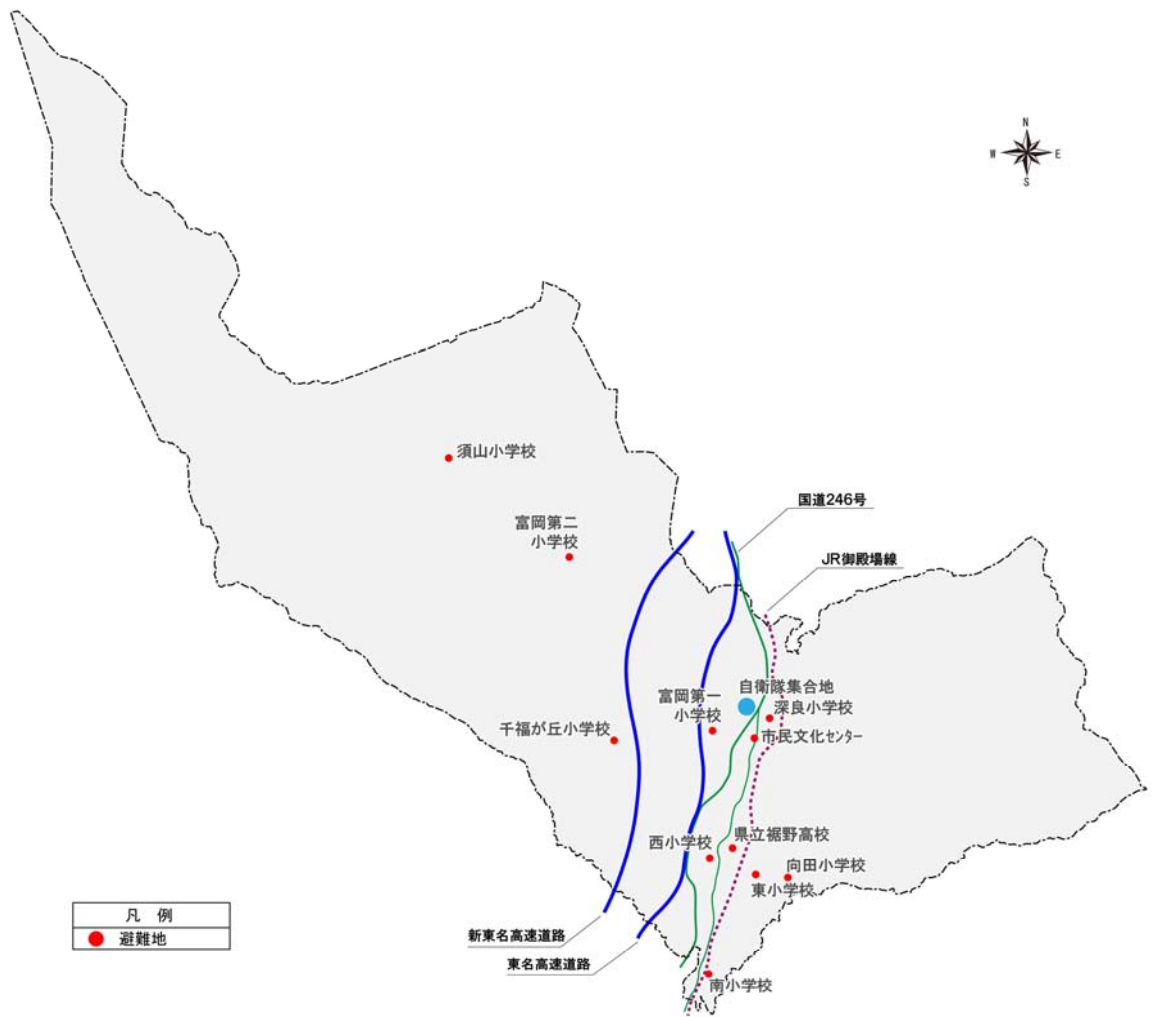 N
W E
S
須山小学校
国道246号
富岡第二
小学校
JR御殿場線
自衛隊集合地
富岡第一
小学校
深良小学校
千福が丘小学校
市民文化センター
西小学校
県立裾野高校
向田小学校
東小学校
凡 例
避難地
新東名高速道路
東名高速道路
南小学校